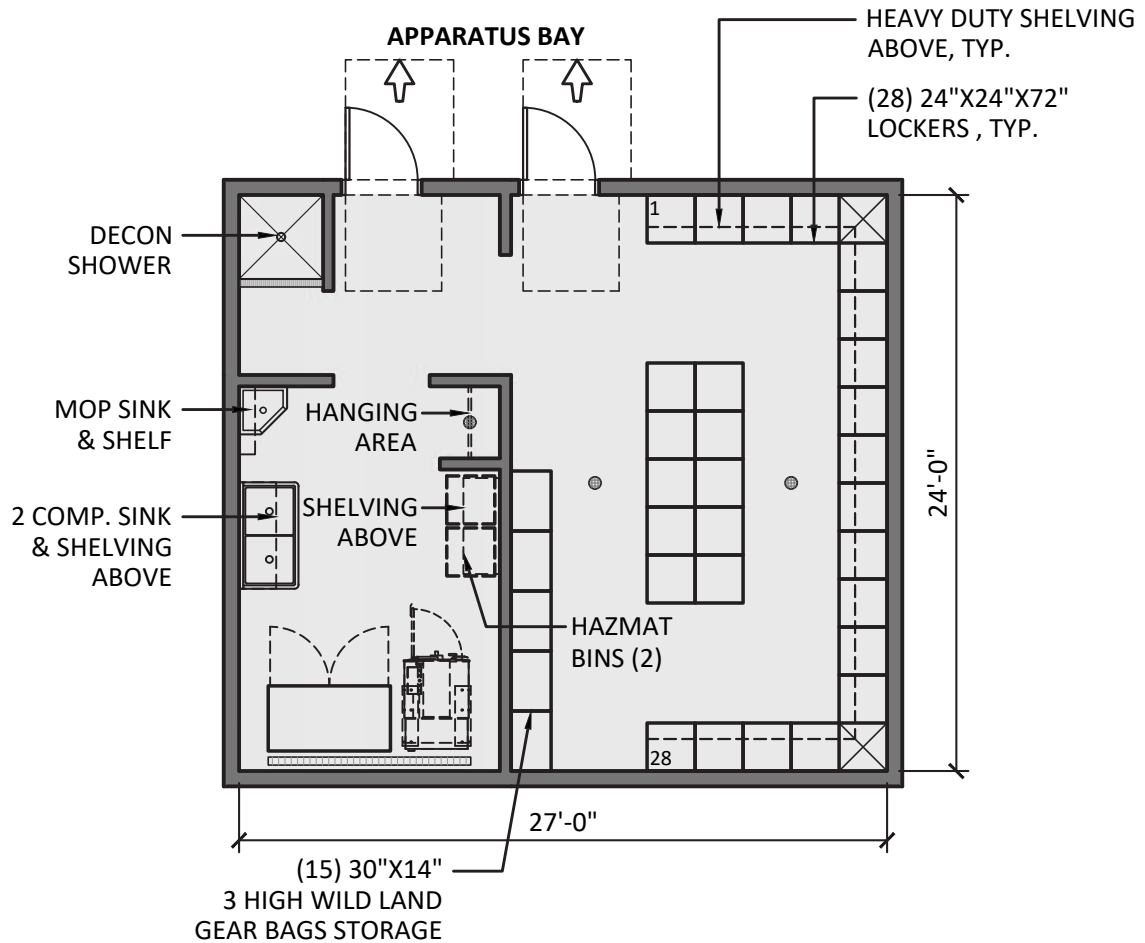 APPARATUS BAY
HEAVY DUTY SHELVING
ABOVE, TYP.
(28) 24"X24"X72"
LOCKERS , TYP.
1
DECON
SHOWER
MOP SINK
& SHELF
HANGING
AREA
2 COMP. SINK
& SHELVING
ABOVE
SHELVING
ABOVE
24'-0"
HAZMAT
BINS (2)
28
27'-0"
(15) 30"X14"
3 HIGH WILD LAND
GEAR BAGS STORAGE